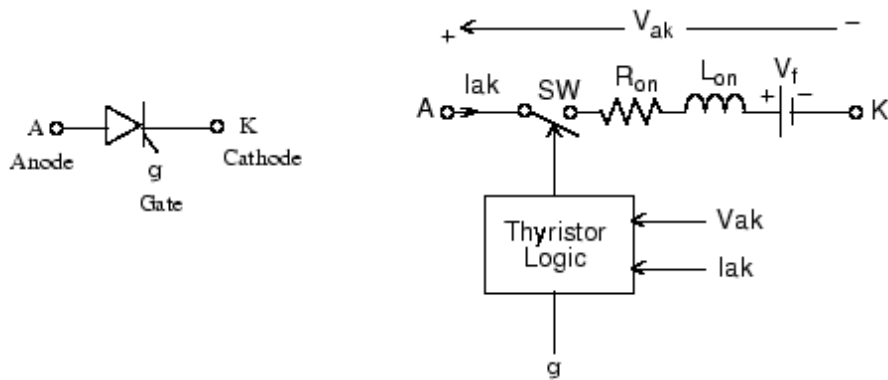 A
K
Anode
Cathode
g
Gate
+ Vak −
Iak
SW
Ron
Lon
Vf
A
+ −
K
Thyristor
Logic
Vak
Iak
g